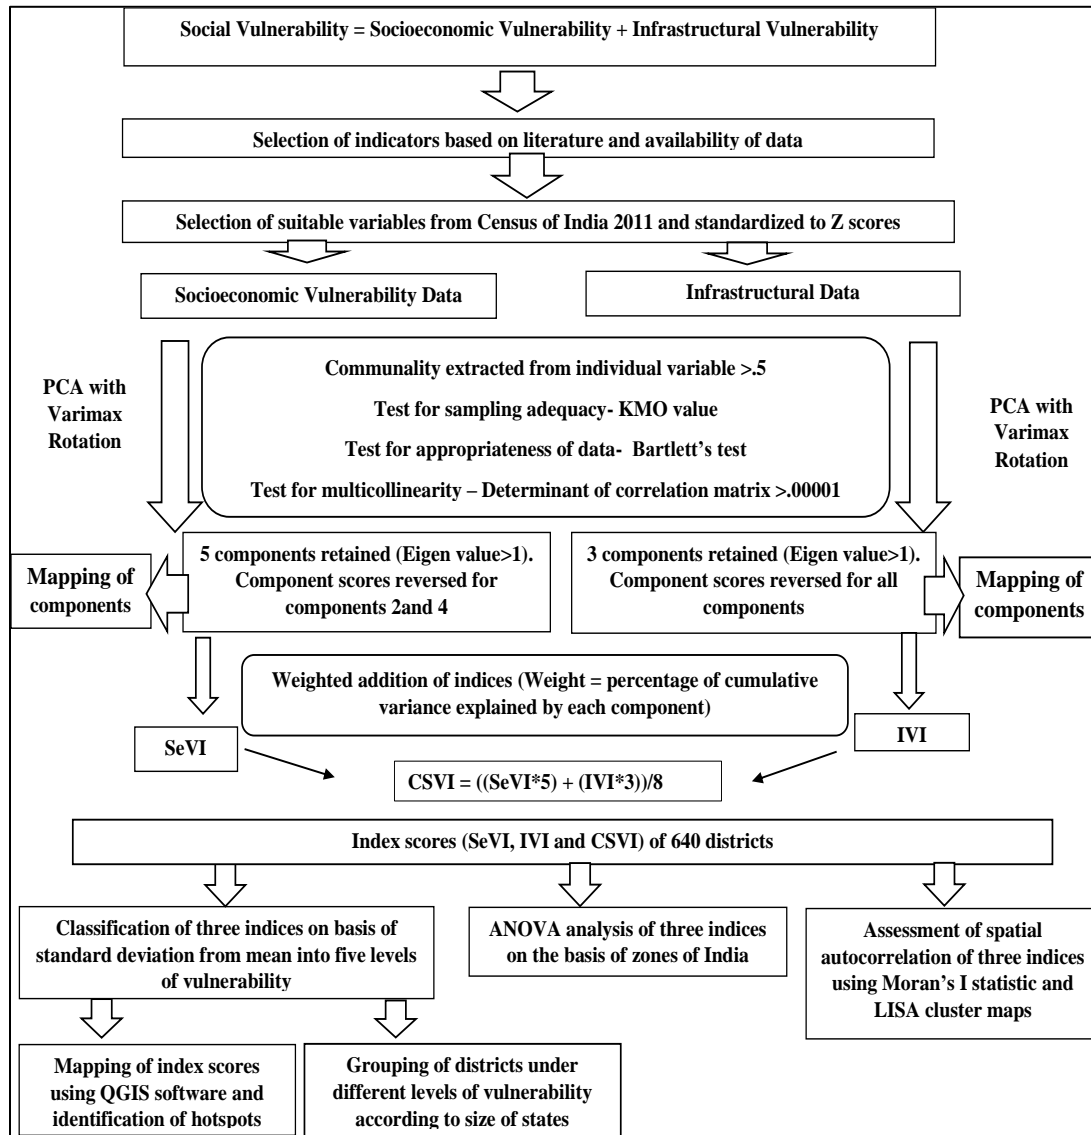 Social Vulnerability = Socioeconomic Vulnerability + Infrastructural Vulnerability
Selection of indicators based on literature and availability of data
Selection of suitable variables from Census of India 2011 and standardized to Z scores
Socioeconomic Vulnerability Data
Infrastructural Data
PCA with
Varimax
Rotation
Communality extracted from individual variable >.5
Test for sampling adequacy- KMO value
Test for appropriateness of data- Bartlett's test
Test for multicollinearity – Determinant of correlation matrix >.00001
PCA with
Varimax
Rotation
Mapping of
components
5 components retained (Eigen value>1).
Component scores reversed for
components 2and 4
3 components retained (Eigen value>1).
Component scores reversed for all
components
Mapping of
components
Weighted addition of indices (Weight = percentage of cumulative
variance explained by each component)
SeVI
IVI
CSVI = ((SeVI*5) + (IVI*3))/8
Index scores (SeVI, IVI and CSVI) of 640 districts
Classification of three indices on basis of
standard deviation from mean into five levels
of vulnerability
ANOVA analysis of three indices
on the basis of zones of India
Assessment of spatial
autocorrelation of three indices
using Moran's I statistic and
LISA cluster maps
Mapping of index scores
using QGIS software and
identification of hotspots
Grouping of districts under
different levels of vulnerability
according to size of states